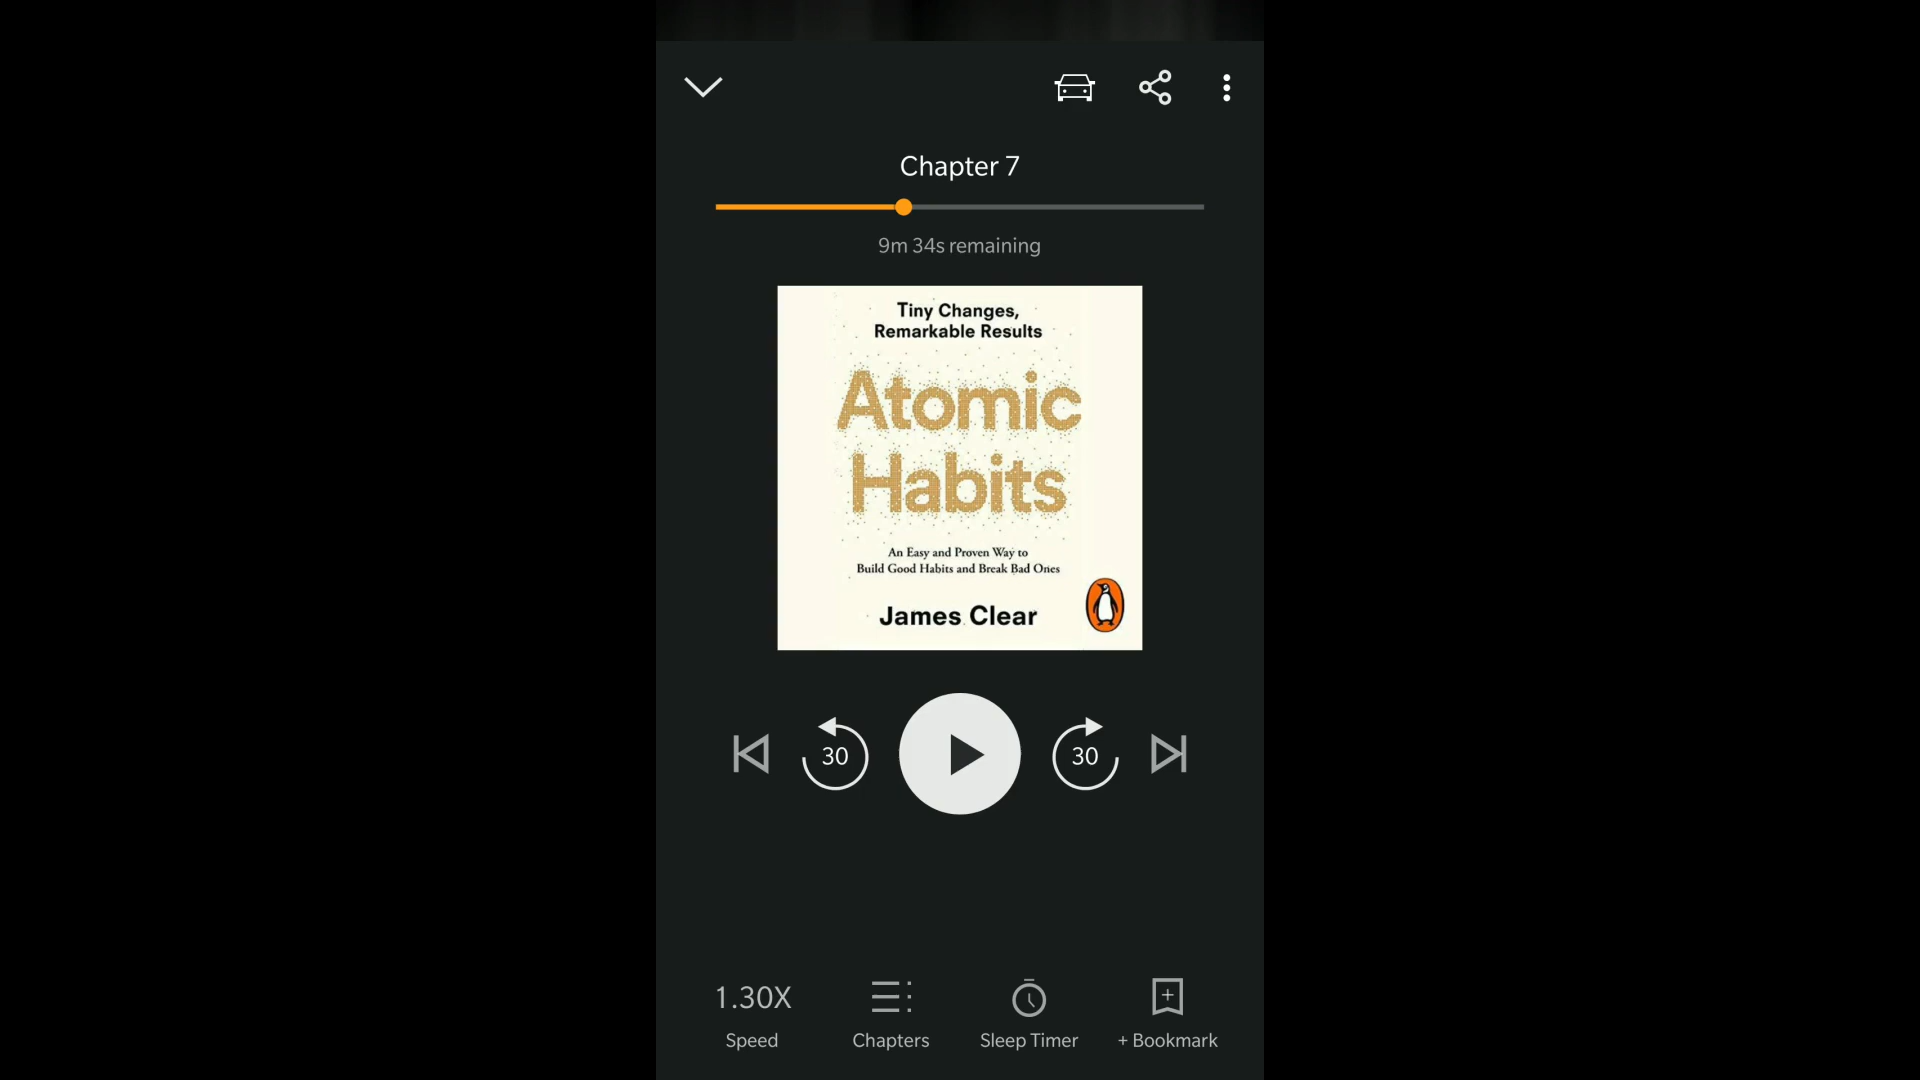 Chapter 7
9m 34s remaining
Tiny Changes,
Remarkable Results
Atomic
Habits
An Easy and Proven Way to
Build Good Habits and Break Bad Ones
James Clear
30
30
1.30X
Speed
Chapters
Sleep Timer
+ Bookmark